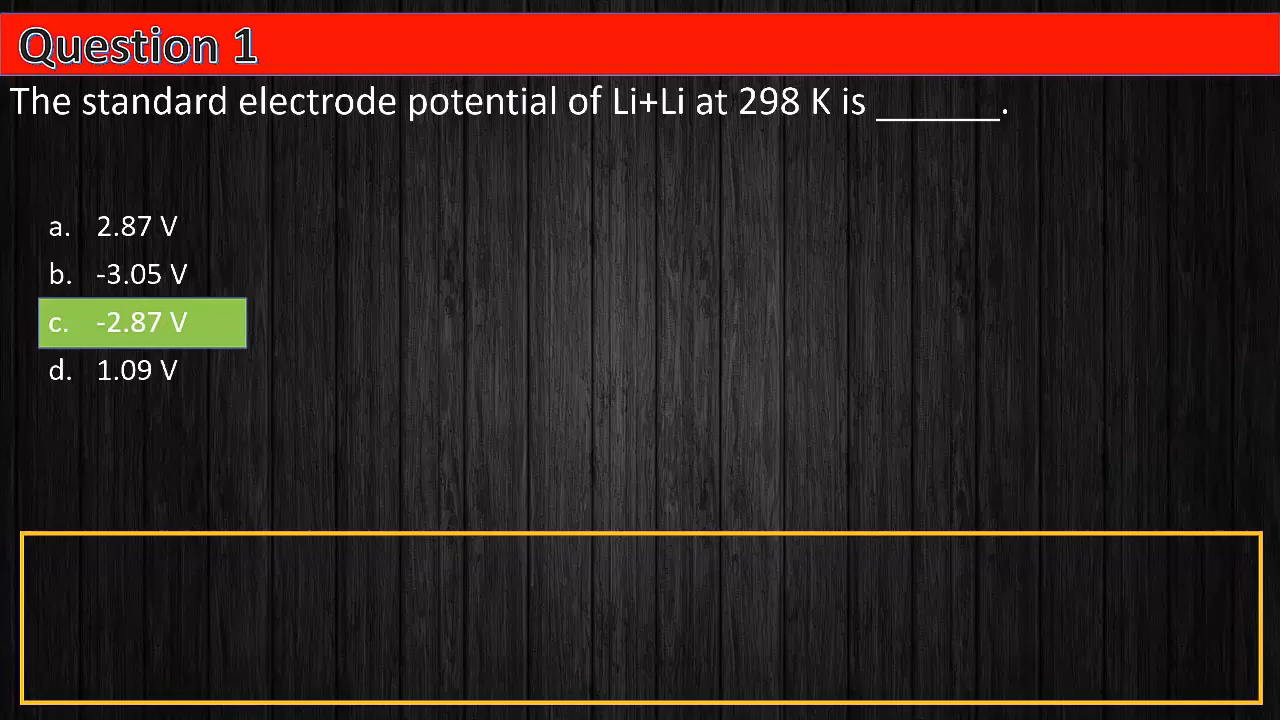 Question 1
The standard electrode potential of Li+Li at 298 K is ______.
a. 2.87 V
b. -3.05 V
c. -2.87 V
d. 1.09 V